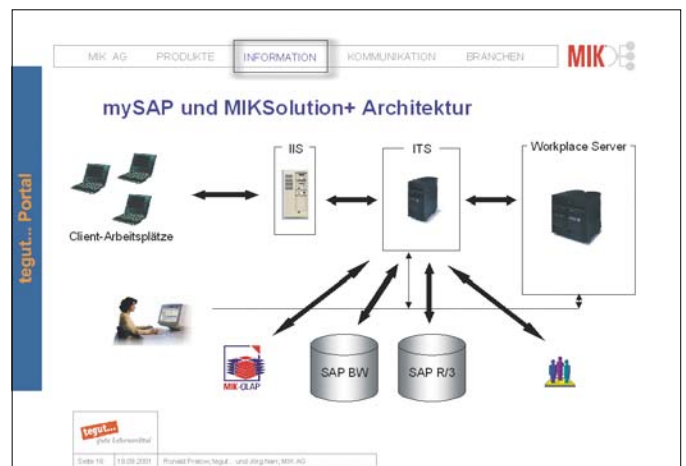 MIK AG PRODUKTE INFORMATION KOMMUNIKATION BRANCHEN
MIK
mySAP und MIKSolution+ Architektur
tegut... Portal
IIS
ITS
Workplace Server
Client-Arbeitsplätze
MIK-OLAP
SAP BW
SAP R/3
tegut...
gute Lebensmittel
Seite 16 19.09.2001 Ronald Pretow, tegut... und Jörg Narr, MIK AG